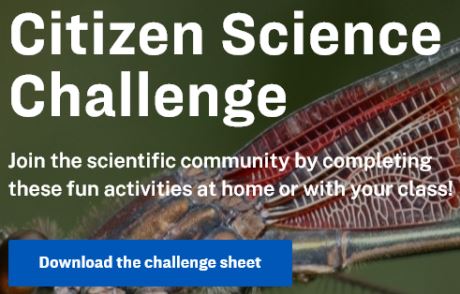 Citizen Science
Challenge
Join the scientific community by completing
these fun activities at home or with your class!
Download the challenge sheet